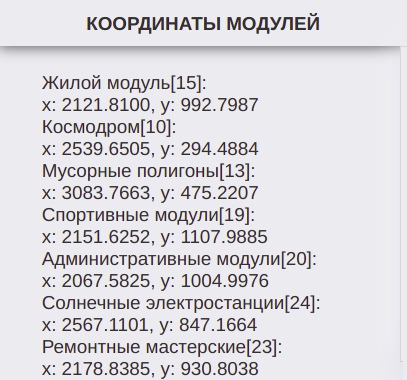 КООРДИНАТЫ МОДУЛЕЙ
Жилой модуль[15]:
x: 2121.8100, y: 992.7987
Космодром[10]:
x: 2539.6505, y: 294.4884
Мусорные полигоны[13]:
x: 3083.7663, y: 475.2207
Спортивные модули[19]:
x: 2151.6252, y: 1107.9885
Административные модули[20]:
x: 2067.5825, y: 1004.9976
Солнечные электростанции[24]:
x: 2567.1101, y: 847.1664
Ремонтные мастерские[23]:
x: 2178.8385, y: 930.8038